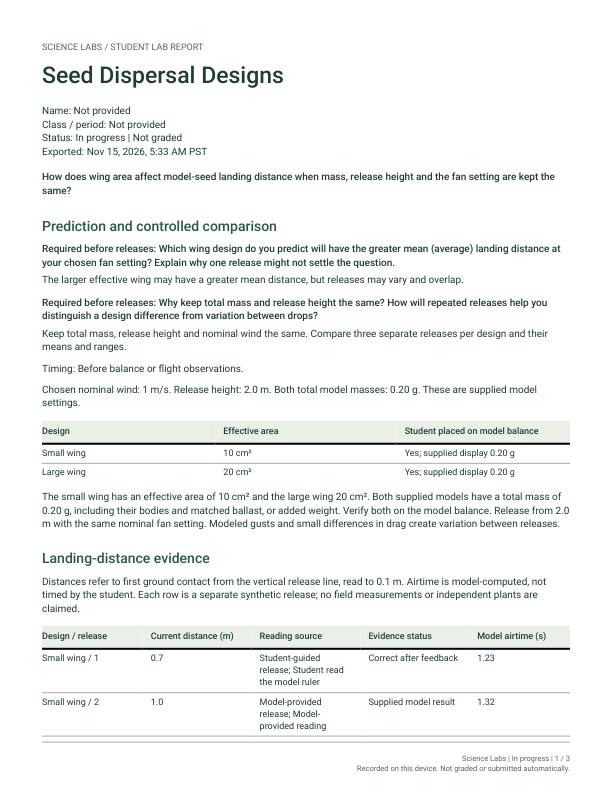 SCIENCE LABS / STUDENT LAB REPORT
Seed Dispersal Designs
Name: Not provided
Class / period: Not provided
Status: In progress | Not graded
Exported: Nov 15, 2026, 5:33 AM PST
How does wing area affect model-seed landing distance when mass, release height and the fan setting are kept the
same?
Prediction and controlled comparison
Required before releases: Which wing design do you predict will have the greater mean (average) landing distance at
your chosen fan setting? Explain why one release might not settle the question.
The larger effective wing may have a greater mean distance, but releases may vary and overlap.
Required before releases: Why keep total mass and release height the same? How will repeated releases help you
distinguish a design difference from variation between drops?
Keep total mass, release height and nominal wind the same. Compare three separate releases per design and their
means and ranges.
Timing: Before balance or flight observations.
Chosen nominal wind: 1 m/s. Release height: 2.0 m. Both total model masses: 0.20 g. These are supplied model
settings.
Design Effective area Student placed on model balance
Small wing 10 cm² Yes; supplied display 0.20 g
Large wing 20 cm² Yes; supplied display 0.20 g
The small wing has an effective area of 10 cm² and the large wing 20 cm². Both supplied models have a total mass of
0.20 g, including their bodies and matched ballast, or added weight. Verify both on the model balance. Release from 2.0
m with the same nominal fan setting. Modeled gusts and small differences in drag create variation between releases.
Landing-distance evidence
Distances refer to first ground contact from the vertical release line, read to 0.1 m. Airtime is model-computed, not
timed by the student. Each row is a separate synthetic release; no field measurements or independent plants are
claimed.
Design / release Current distance (m) Reading source Evidence status Model airtime (s)
Small wing / 1 0.7 Student-guided Correct after feedback 1.23
release; Student read
the model ruler
Small wing / 2 1.0 Model-provided Supplied model result 1.32
release; Model-
provided reading
Science Labs | In progress | 1 / 3
Recorded on this device. Not graded or submitted automatically.